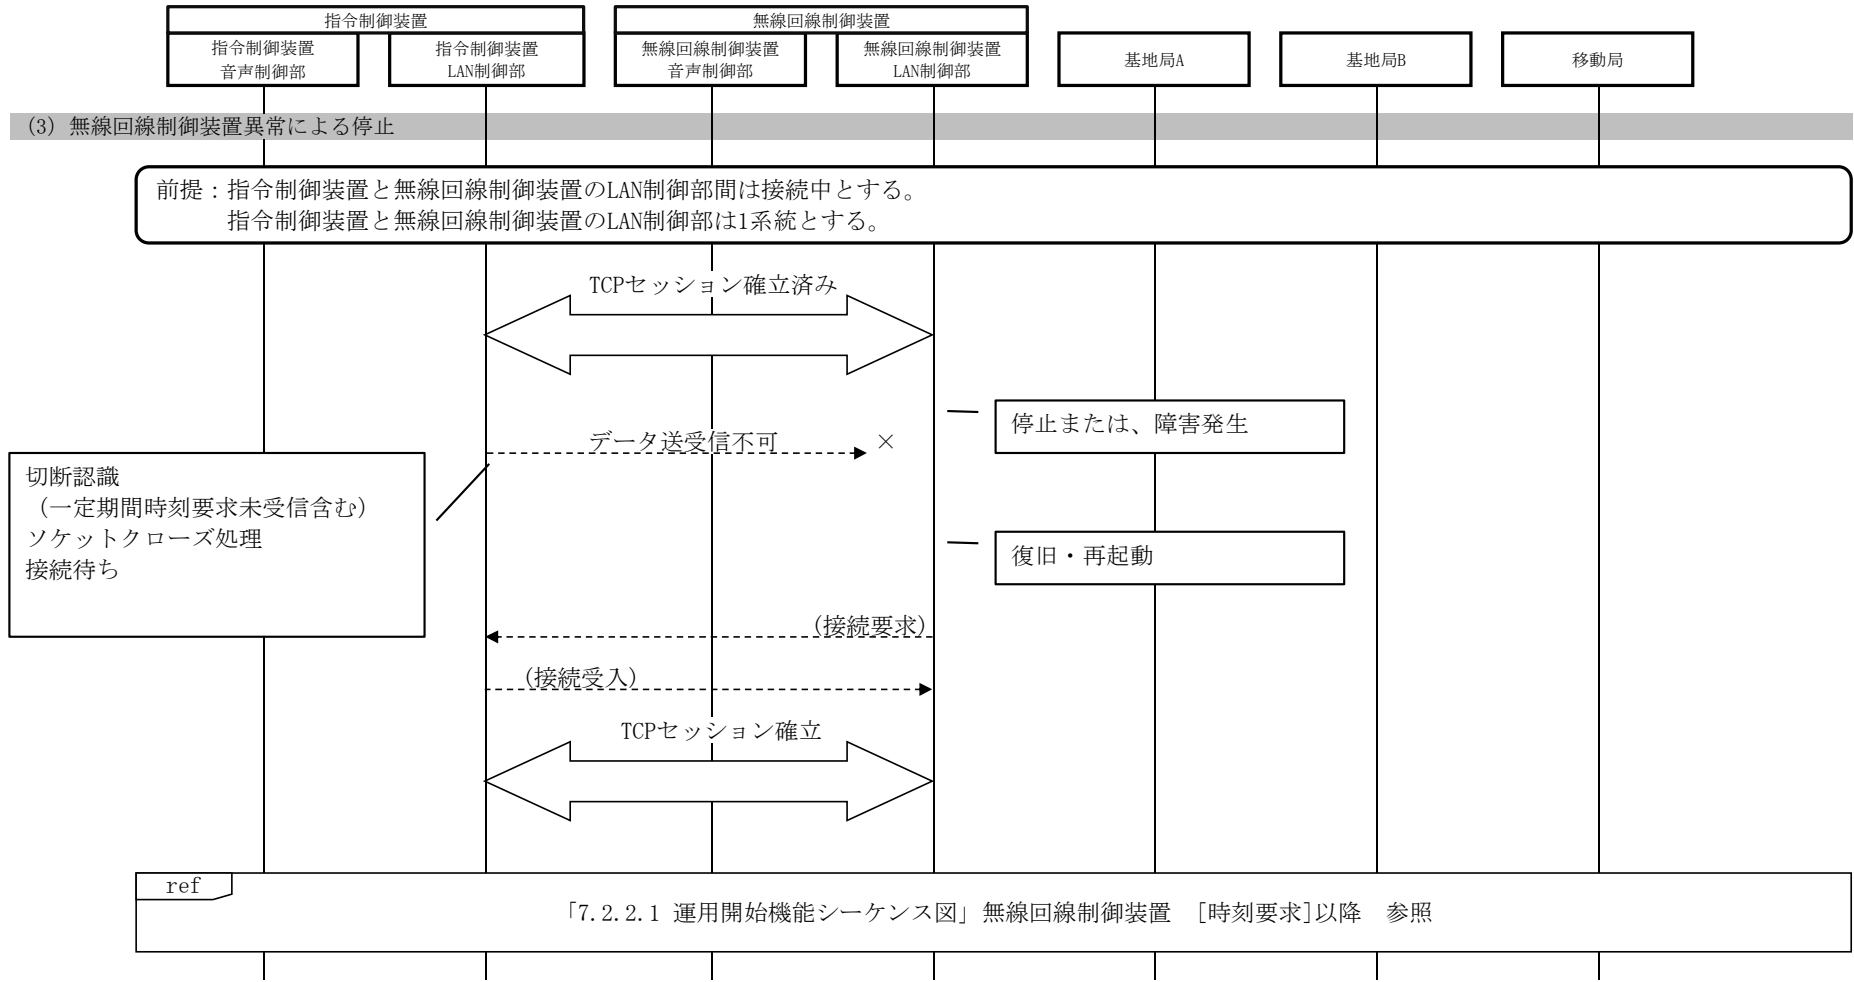 指令制御装置
無線回線制御装置
指令制御装置
音声制御部
指令制御装置
LAN制御部
無線回線制御装置
音声制御部
無線回線制御装置
LAN制御部
基地局A
基地局B
移動局
(3) 無線回線制御装置異常による停止
前提：指令制御装置と無線回線制御装置のLAN制御部間は接続中とする。
指令制御装置と無線回線制御装置のLAN制御部は1系統とする。
TCPセッション確立済み
停止または、障害発生
データ送受信不可
×
切断認識
（一定期間時刻要求未受信含む）
ソケットクローズ処理
接続待ち
復旧・再起動
(接続要求)
(接続受入)
TCPセッション確立
ref
「7.2.2.1 運用開始機能シーケンス図」無線回線制御装置　[時刻要求]以降　参照